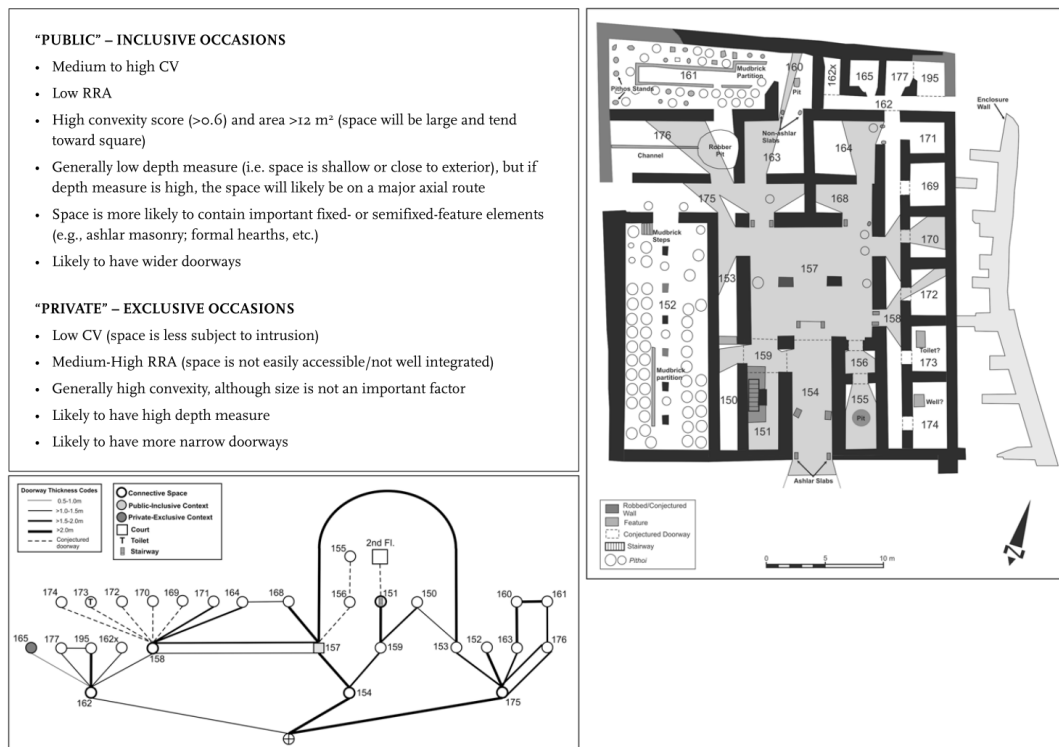 “PUBLIC” – INCLUSIVE OCCASIONS
• Medium to high CV
• Low RRA
• High convexity score (>0.6) and area >12 m² (space will be large and tend
toward square)
• Generally low depth measure (i.e. space is shallow or close to exterior), but if
depth measure is high, the space will likely be on a major axial route
• Space is more likely to contain important fixed- or semifixed-feature elements
(e.g., ashlar masonry; formal hearths, etc.)
• Likely to have wider doorways
“PRIVATE” – EXCLUSIVE OCCASIONS
• Low CV (space is less subject to intrusion)
• Medium-High RRA (space is not easily accessible/not well integrated)
• Generally high convexity, although size is not an important factor
• Likely to have high depth measure
• Likely to have more narrow doorways
Doorway Thickness Codes
0.5-1.0m
>1.0-1.5m
>1.5-2.0m
>2.0m
Conjectured
doorway
Connective Space
Public-Inclusive Context
Private-Exclusive Context
Court
T Toilet
Stairway
155
2nd Fl.
174 173 172 170 169 171 164 168 156 151 150 160 161
T
165 177 195 162x 158 157 159 153 152 163 176
162 154 175
160
161
Mudbrick
Partition
Pithoi Stands
Pit
162x
165
177
195
162
Enclosure
Wall
176
Robber
Pit
Non-ashlar
Slabs
163
164
171
Channel
169
175
168
Mudbrick
Steps
170
157
153
152
172
158
159
Toilet?
156
173
Mudbrick
partition
154
155
150
Well?
Pit
151
174
Ashlar Slabs
Robbed/Conjectured
Wall
Feature
Conjectured Doorway
Stairway
Pithoi
0 5 10 m
N